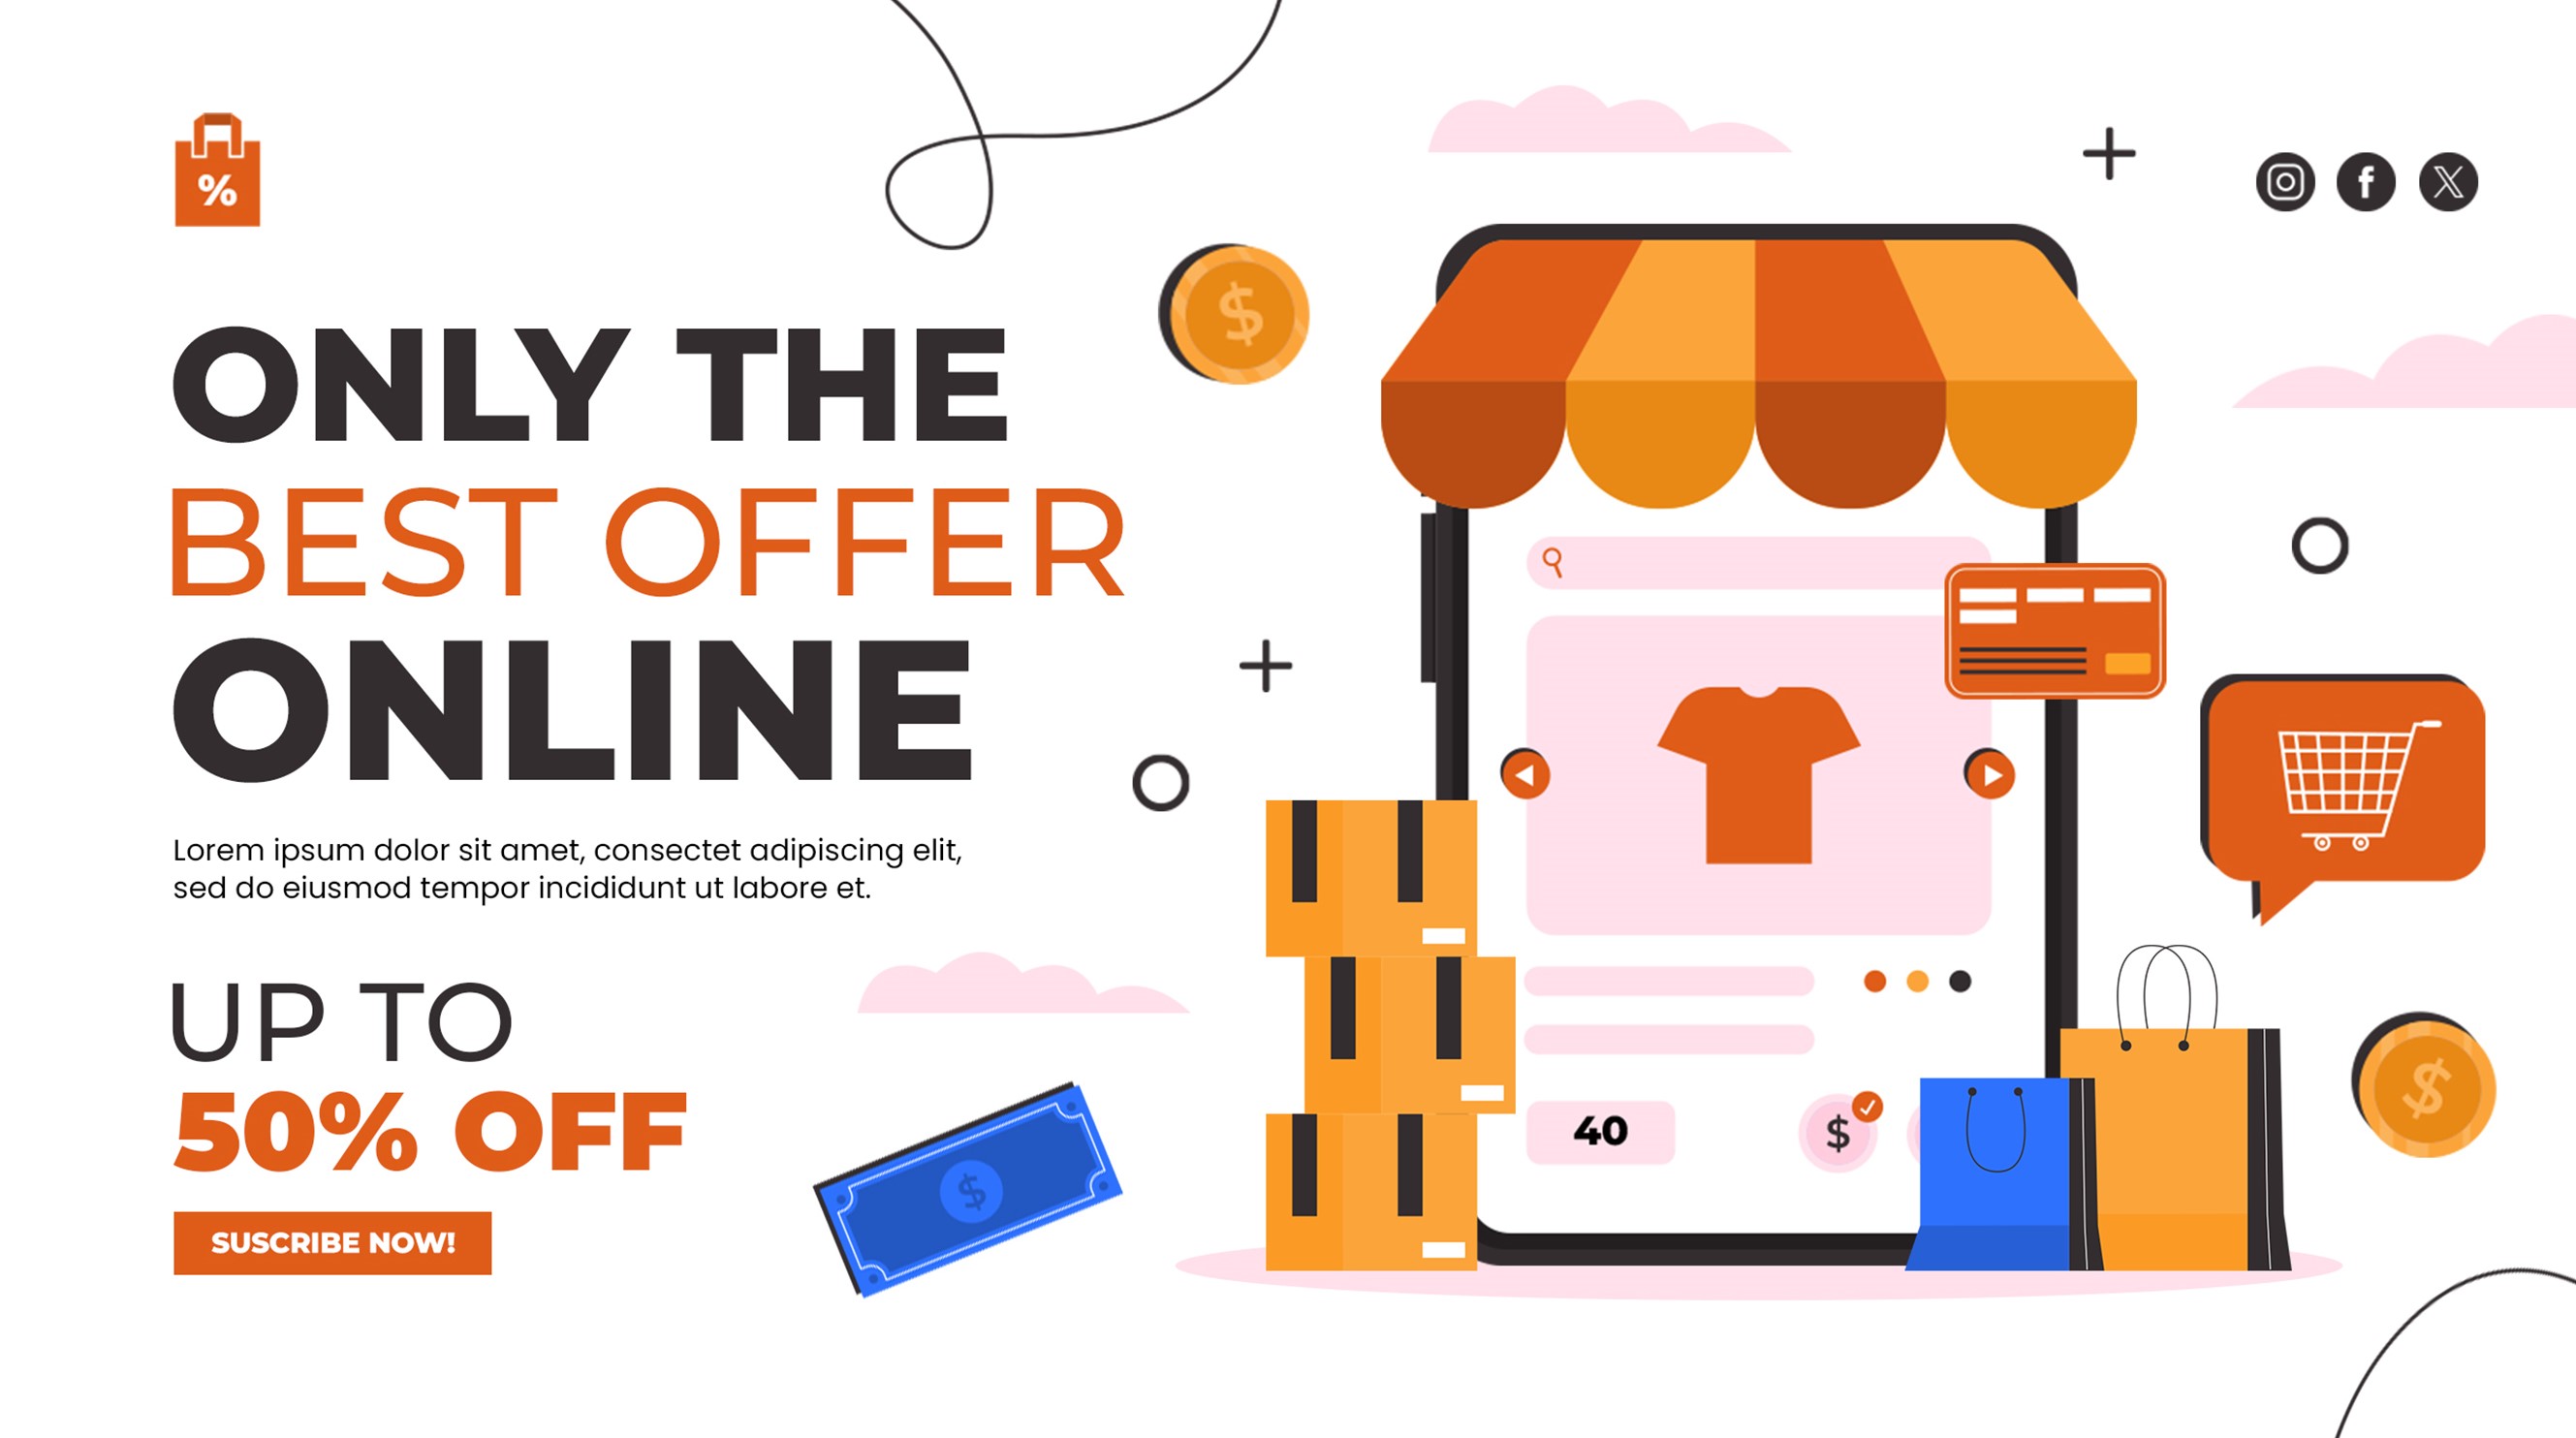 %
ONLY THE
BEST OFFER
ONLINE
Lorem ipsum dolor sit amet, consectet adipiscing elit,
sed do eiusmod tempor incididunt ut labore et.
UP TO
50% OFF
SUSCRIBE NOW!
$
$
40
$
$